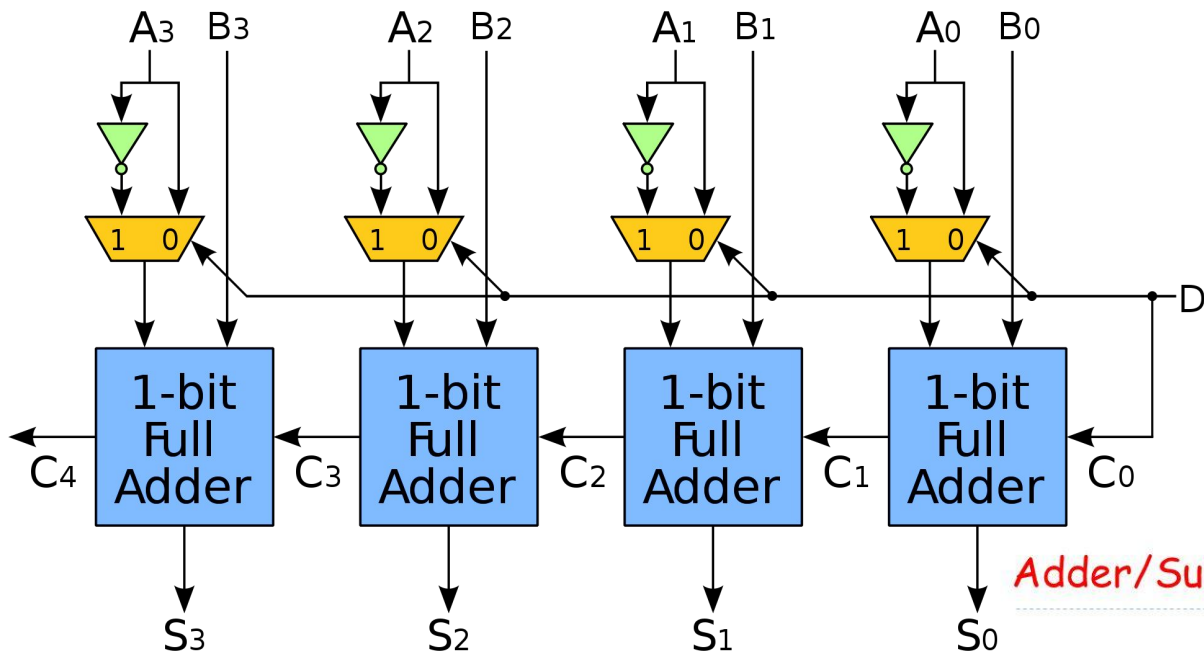 A3 B3 A2 B2 A1 B1 A0 B0
1 0 1 0 1 0 1 0
D
1-bit Full Adder
1-bit Full Adder
1-bit Full Adder
1-bit Full Adder
C4 C3 C2 C1 C0
Adder/Su
S3 S2 S1 S0